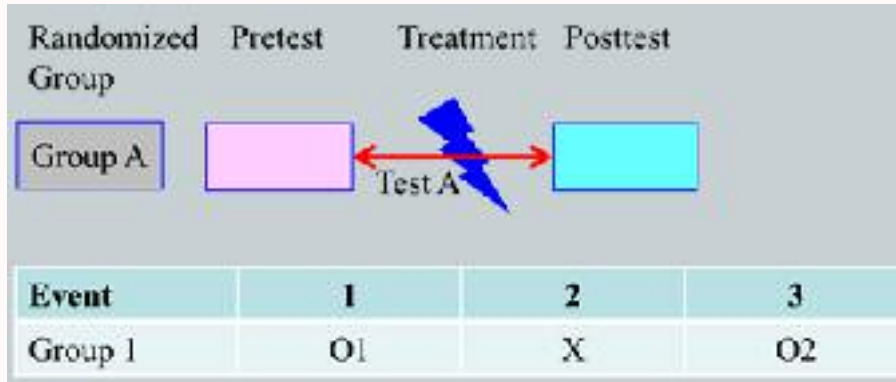 Randomized Pretest Treatment Posttest
Group
Group A
Test A
Event 1 2 3
Group 1 O1 X O2